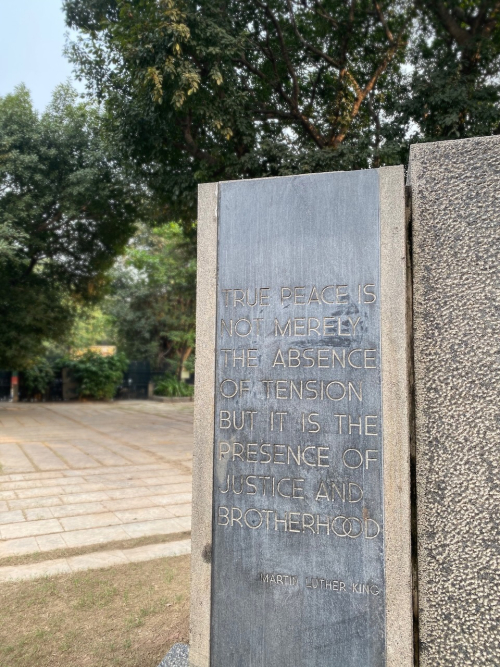 TRUE PEACE IS
NOT MERELY
THE ABSENCE
OF TENSION
BUT IT IS THE
PRESENCE OF
JUSTICE AND
BROTHERHOOD
MARTIN LUTHER KING